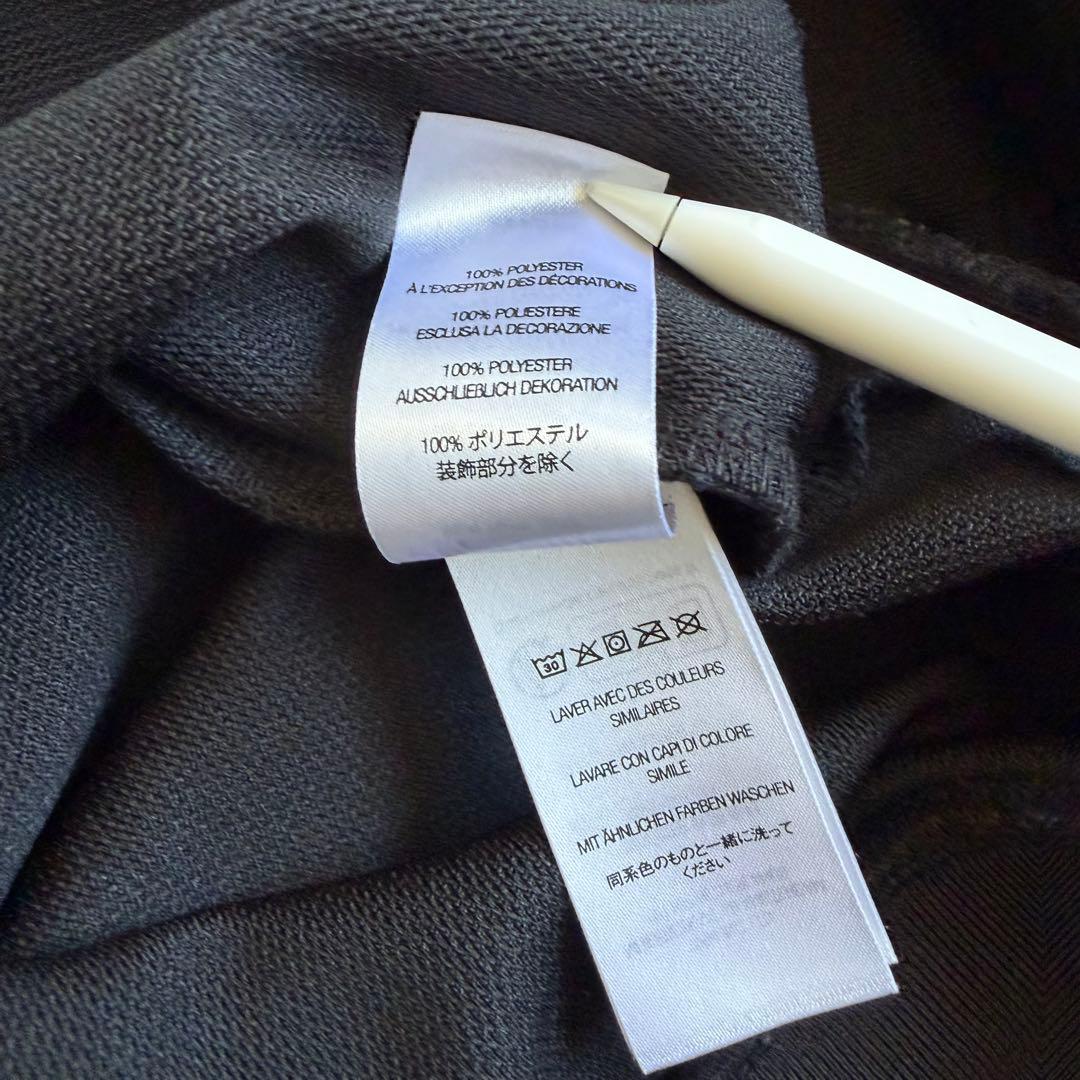 100% POLYESTER
À L'EXCEPTION DES DÉCORATIONS
100% POLIESTERE
ESCLUSA LA DECORAZIONE
100% POLYESTER
AUSSCHLIEBLICH DEKORATION
100% ポリエステル
装飾部分を除く
30
LAVER AVEC DES COULEURS
SIMILAIRES
LAVARE CON CAPI DI COLORE
SIMILE
MIT ÄHNLICHEN FARBEN WASCHEN
同系色のものと一緒に洗って
ください